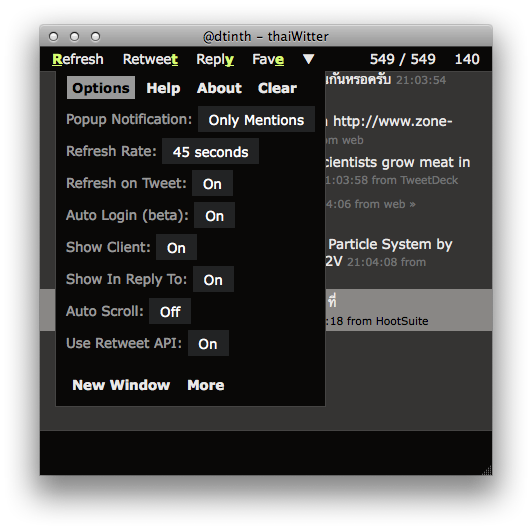 @dtinth – thaiWitter
Refresh Retweet Reply Fave ▼ 549 / 549 140
Options Help About Clear
Popup Notification: Only Mentions
Refresh Rate: 45 seconds
Refresh on Tweet: On
Auto Login (beta): On
Show Client: On
Show In Reply To: On
Auto Scroll: Off
Use Retweet API: On
New Window More
กันหรอครับ 21:03:54
http://www.zone-
from web
cientists grow meat in
1:03:58 from TweetDeck
4:06 from web »
Particle System by
2V 21:04:08 from
ที่
:18 from HootSuite